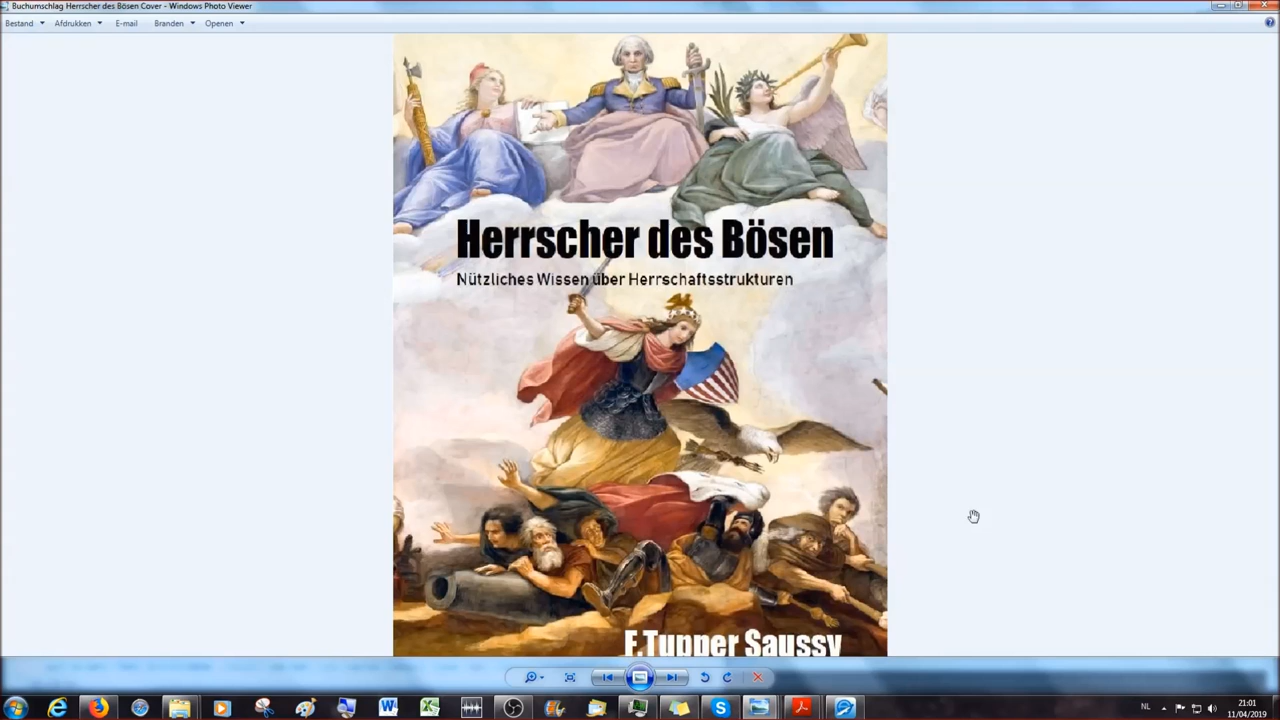 Buchumschlag Herrscher des Bösen Cover - Windows Photo Viewer
Bestand Afdrukken E-mail Branden Openen
Herrscher des Bösen
Nützliches Wissen über Herrschaftsstrukturen
F. Tupper Saussy
NL 21:01
11/04/2019